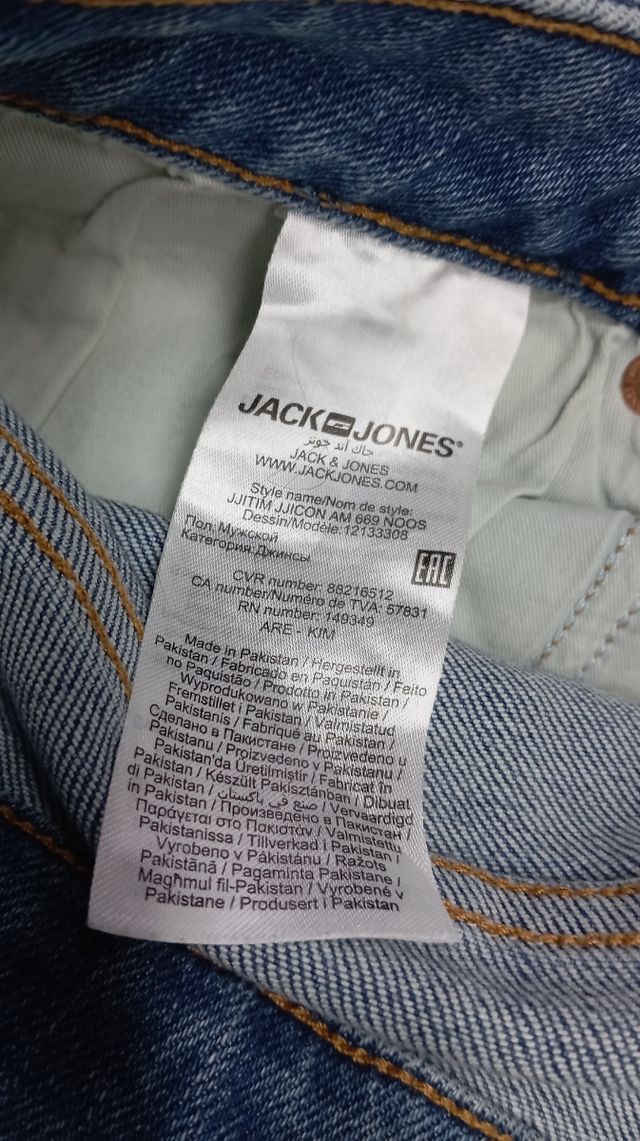 JACK JONES®
جاك أند جونز
JACK & JONES
WWW.JACKJONES.COM
Style name/Nom de style:
JJITIM JJICON AM 669 NOOS
Dessin/Modèle:12133308
Пол: Мужской
Категория: Джинсы
EAC
CVR number: 88216512
CA number/Numéro de TVA: 57831
RN number: 149349
ARE - KIM
Made in Pakistan / Hergestellt in
Pakistan / Fabricado en Paquistán / Feito
no Paquistão / Prodotto in Pakistan /
Wyprodukowano w Pakistanie /
Fremstillet i Pakistan / Valmistatud
Pakistanis / Fabriqué au Pakistan /
Сделано в Пакистане / Proizvedeno u
Pakistanu / Proizvedeno v Pakistanu /
Pakistan'da Üretilmiştir / Fabricat în
Pakistan / Készült Pakisztánban / Dibuat
di Pakistan / صنع في باكستان / Vervaardigd
in Pakistan / Произведено в Пакистан /
Παράγεται στο Πακιστάν / Valmistettu
Pakistanissa / Tillverkad i Pakistan /
Vyrobeno v Pákistánu / Ražots
Pakistānā / Pagaminta Pakistane /
Magħmul fil-Pakistan / Vyrobené v
Pakistane / Produsert i Pakistan